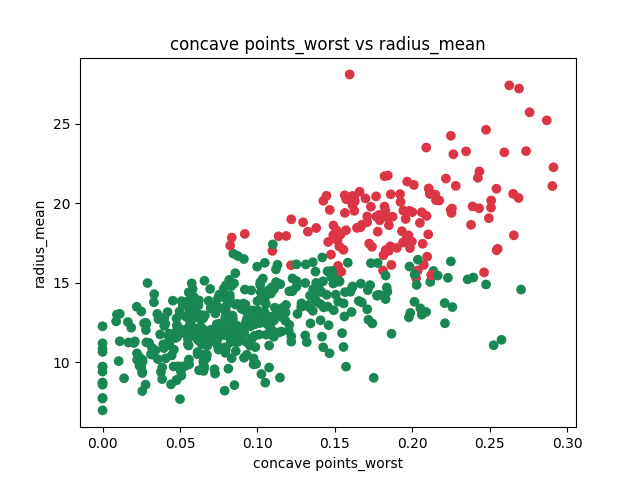 concave points_worst vs radius_mean
radius_mean
25
20
15
10
0.00 0.05 0.10 0.15 0.20 0.25 0.30
concave points_worst